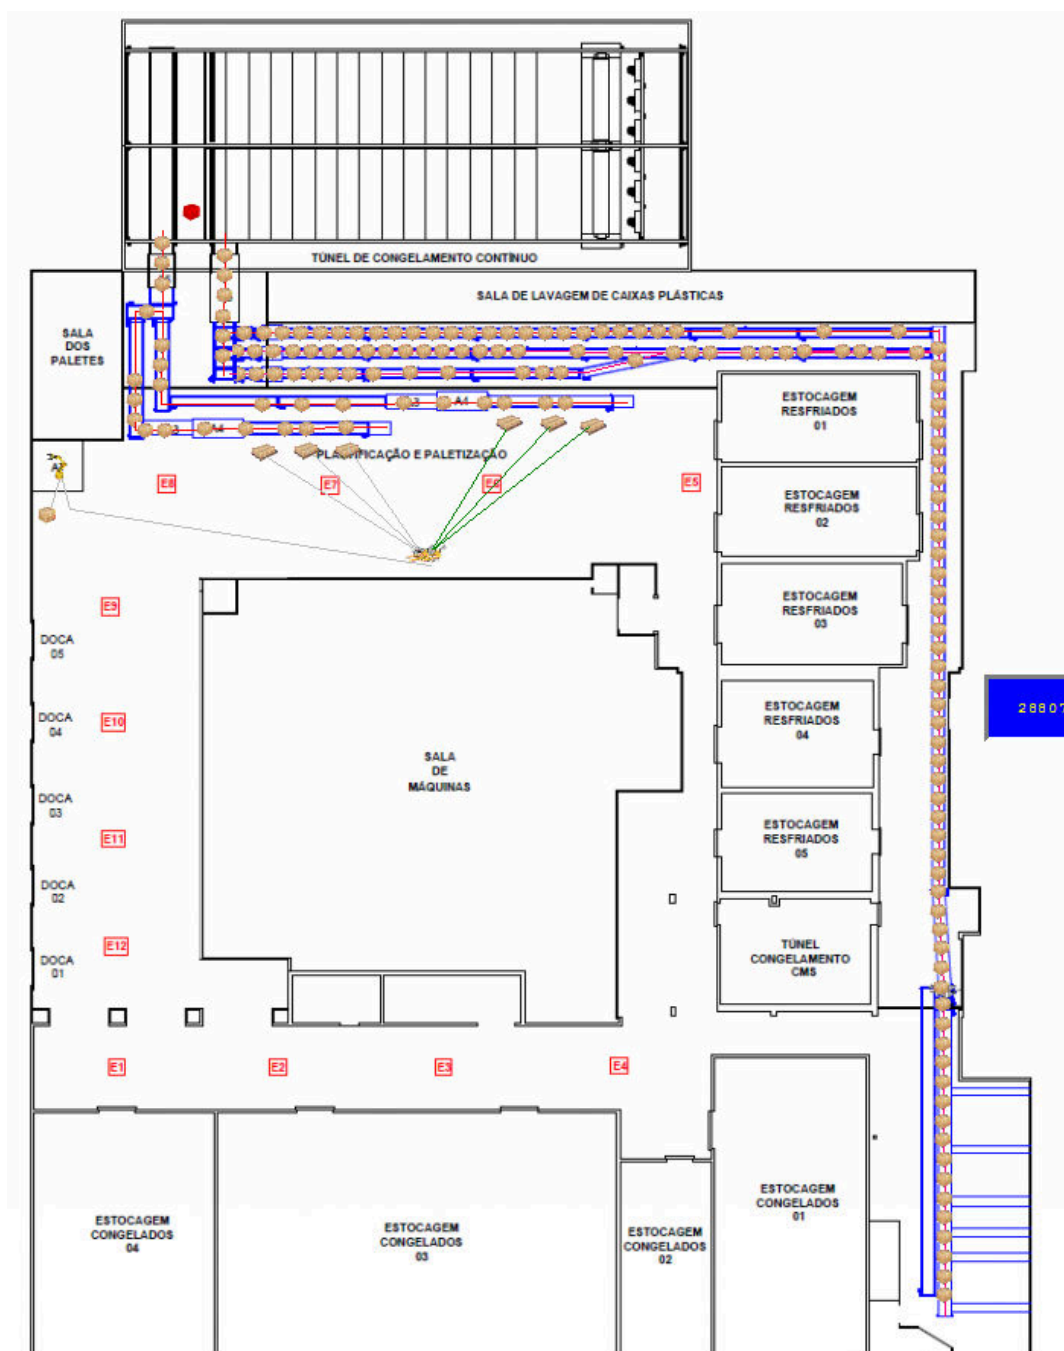 TÚNEL DE CONGELAMENTO CONTÍNUO
SALA DE LAVAGEM DE CAIXAS PLÁSTICAS
SALA
DOS
PALETES
ESTOCAGEM
RESFRIADOS
01
A4
A4
E PALETIZAÇÃO
E8
E7
E6
E5
ESTOCAGEM
RESFRIADOS
02
ESTOCAGEM
RESFRIADOS
03
E9
DOCA
05
E10
DOCA
04
ESTOCAGEM
RESFRIADOS
04
28807
SALA
DE
MÁQUINAS
DOCA
03
E11
ESTOCAGEM
RESFRIADOS
05
DOCA
02
E12
DOCA
01
TÚNEL
CONGELAMENTO
CMS
E1
E2
E3
E4
ESTOCAGEM
CONGELADOS
04
ESTOCAGEM
CONGELADOS
03
ESTOCAGEM
CONGELADOS
02
ESTOCAGEM
CONGELADOS
01